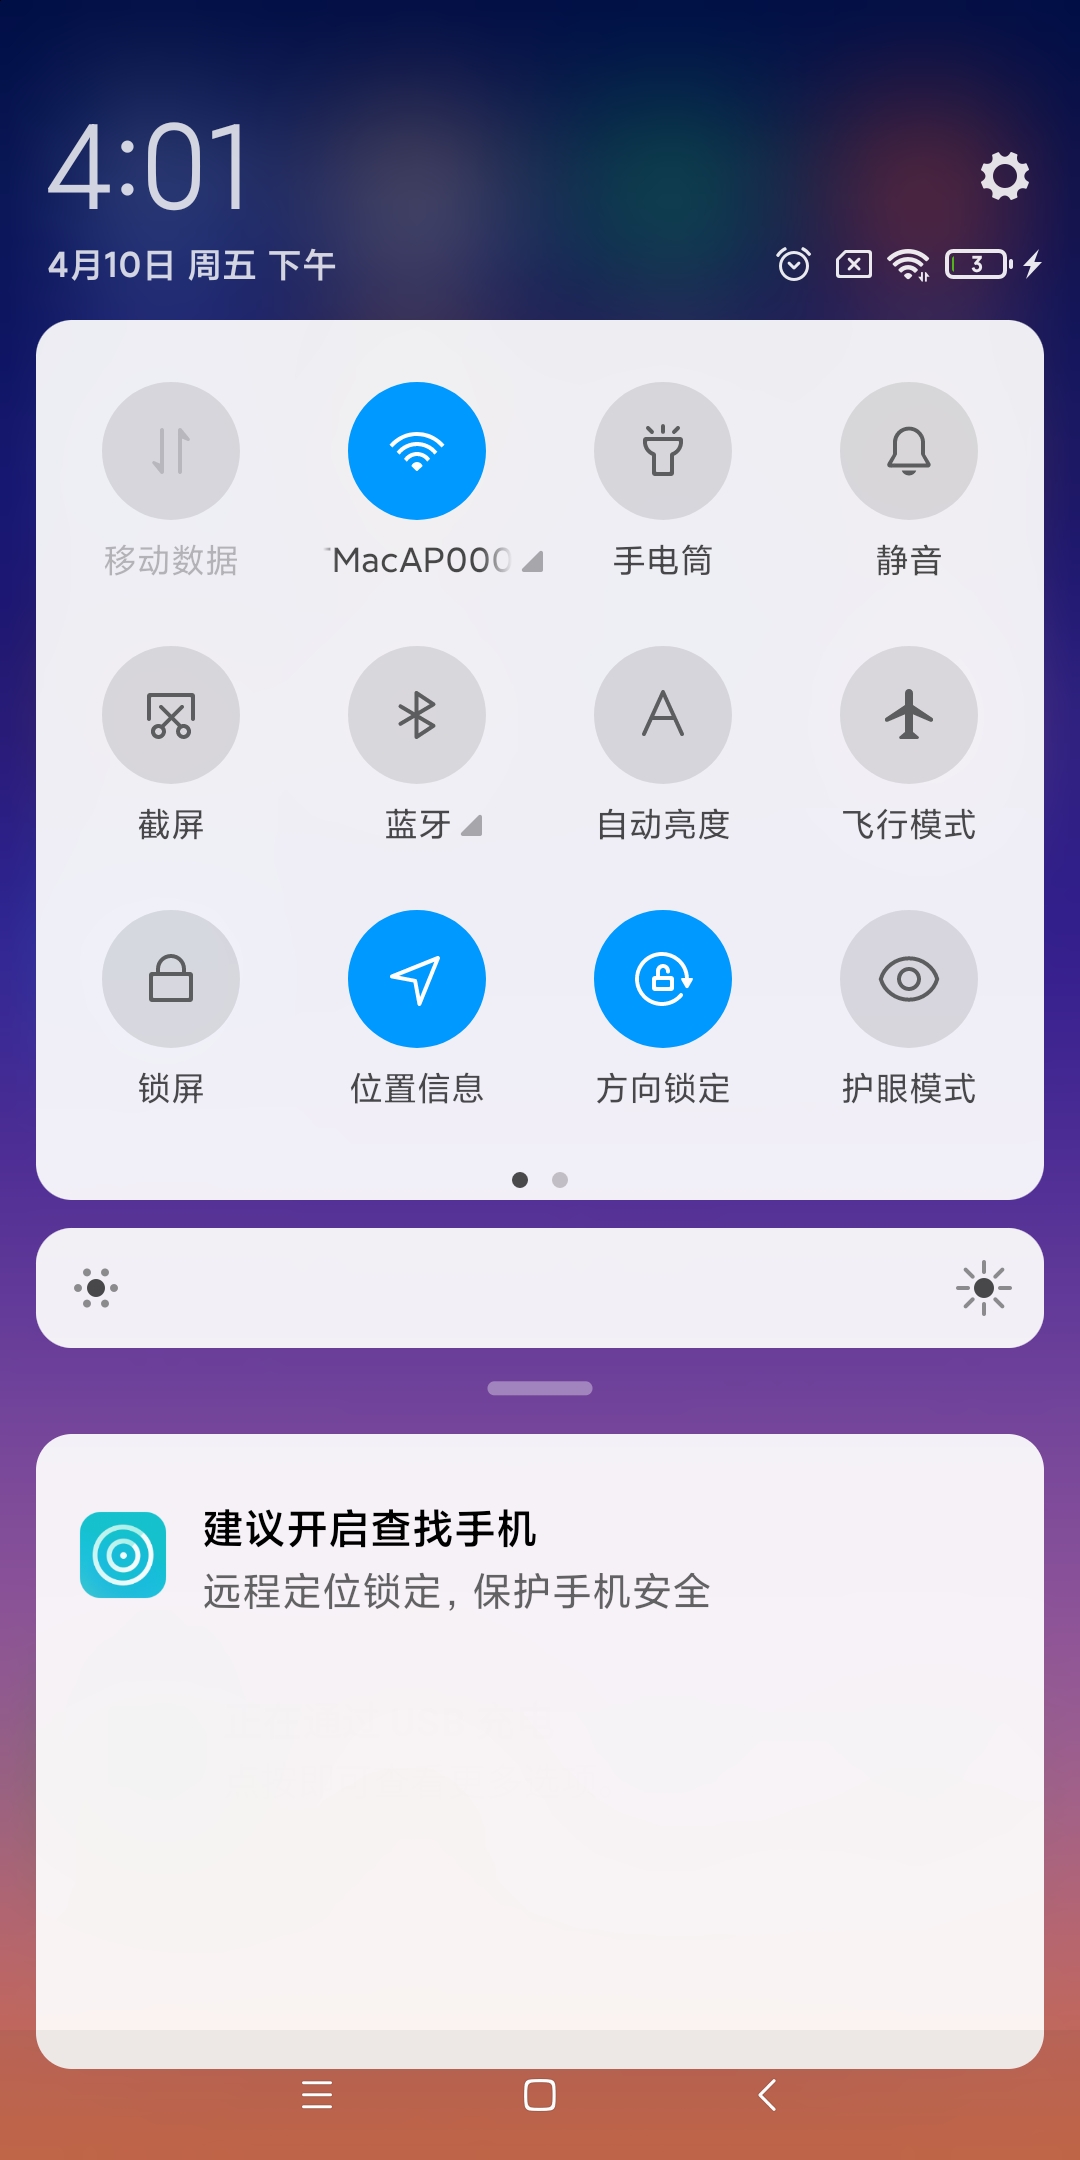 4:01
4月10日 周五 下午
3
移动数据
MacAP000
手电筒
静音
截屏
蓝牙
自动亮度
飞行模式
锁屏
位置信息
方向锁定
护眼模式
建议开启查找手机
远程定位锁定，保护手机安全